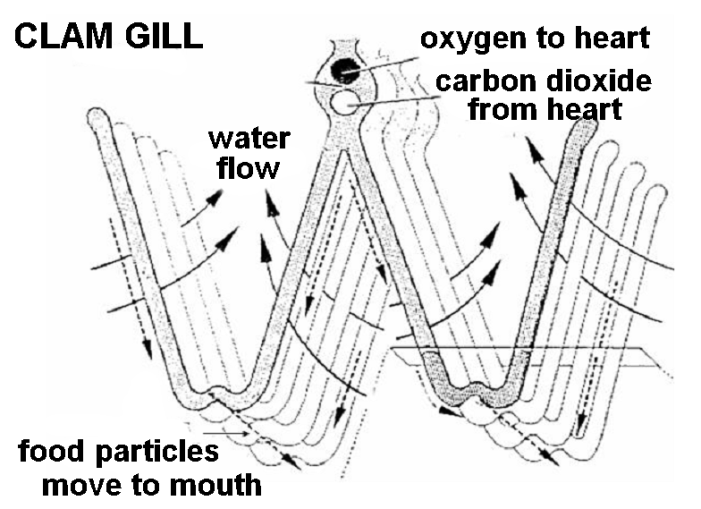 CLAM GILL
oxygen to heart
carbon dioxide
from heart
water
flow
food particles
move to mouth